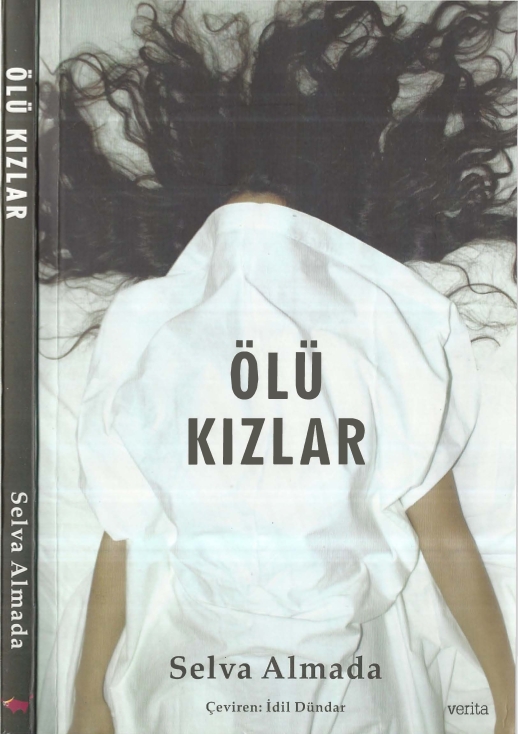 ÖLÜ KIZLAR
Selva Almada
ÖLÜ
KIZLAR
Selva Almada
Çeviren: İdil Dündar
verita